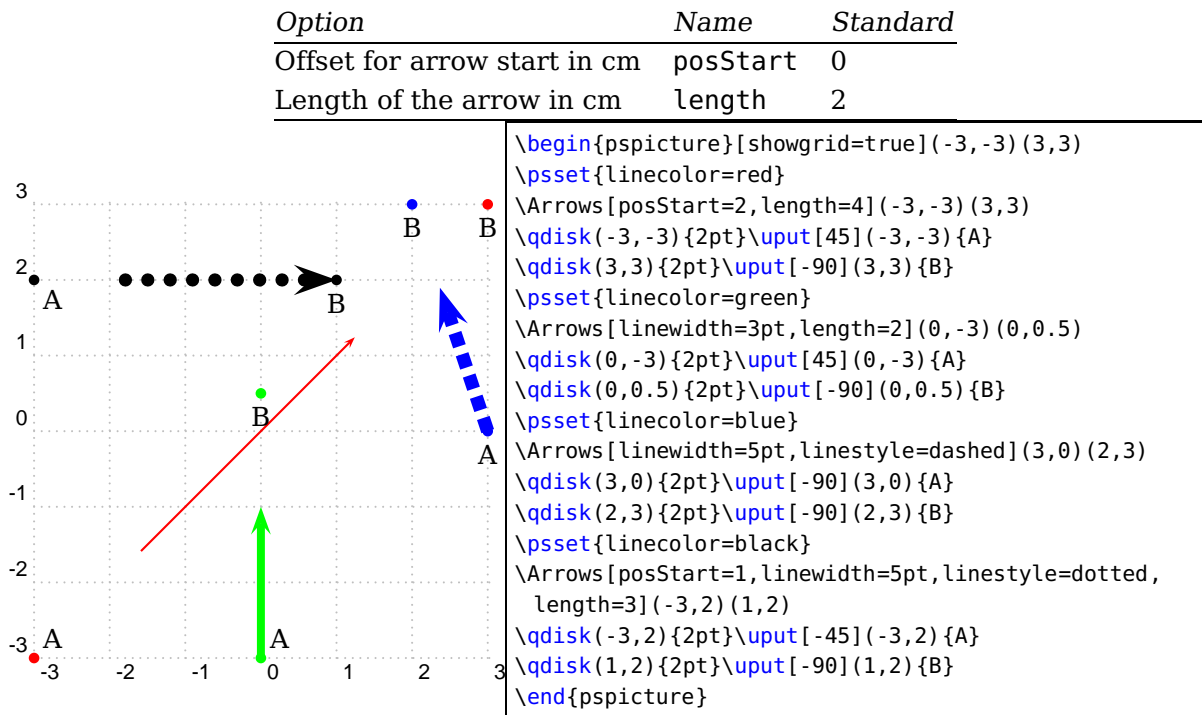 Option Name Standard
Offset for arrow start in cm posStart 0
Length of the arrow in cm length 2
3
B B
2
A
B
1
0
B
A
-1
-2
-3
A
A
-3 -2 -1 0 1 2 3
\begin{pspicture}[showgrid=true](-3,-3)(3,3)
\psset{linecolor=red}
\Arrows[posStart=2,length=4](-3,-3)(3,3)
\qdisk(-3,-3){2pt}\uput[45](-3,-3){A}
\qdisk(3,3){2pt}\uput[-90](3,3){B}
\psset{linecolor=green}
\Arrows[linewidth=3pt,length=2](0,-3)(0,0.5)
\qdisk(0,-3){2pt}\uput[45](0,-3){A}
\qdisk(0,0.5){2pt}\uput[-90](0,0.5){B}
\psset{linecolor=blue}
\Arrows[linewidth=5pt,linestyle=dashed](3,0)(2,3)
\qdisk(3,0){2pt}\uput[-90](3,0){A}
\qdisk(2,3){2pt}\uput[-90](2,3){B}
\psset{linecolor=black}
\Arrows[posStart=1,linewidth=5pt,linestyle=dotted,
length=3](-3,2)(1,2)
\qdisk(-3,2){2pt}\uput[-45](-3,2){A}
\qdisk(1,2){2pt}\uput[-90](1,2){B}
\end{pspicture}